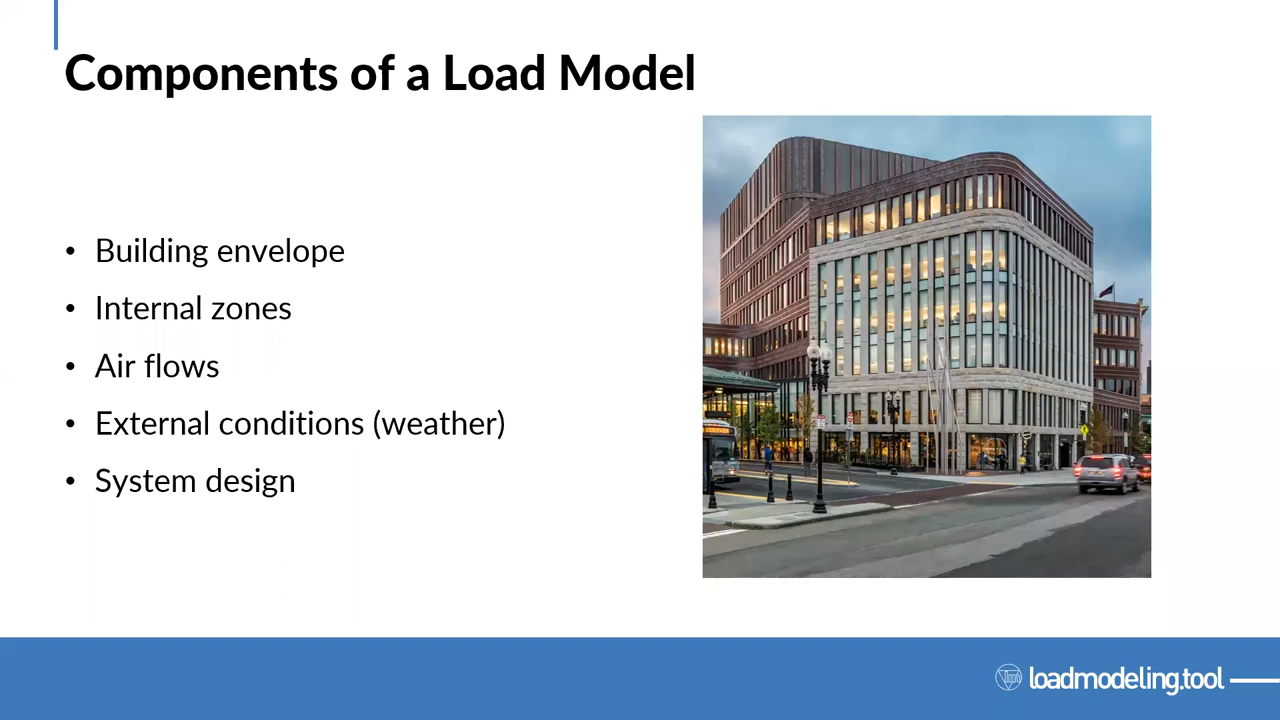 Components of a Load Model
• Building envelope
• Internal zones
• Air flows
• External conditions (weather)
• System design
loadmodeling.tool